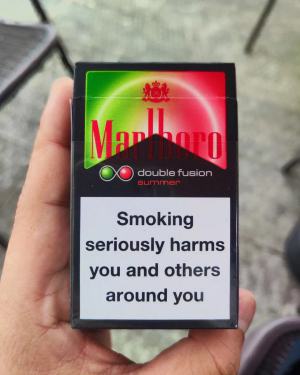 Marlboro
double fusion
summer
Smoking
seriously harms
you and others
around you